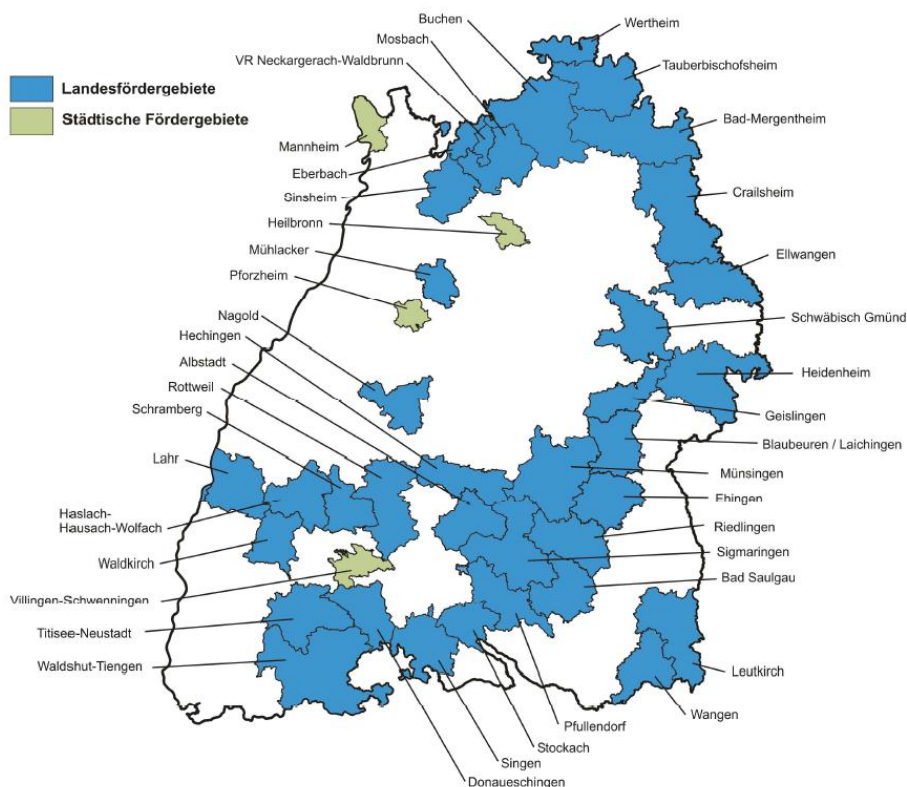 Buchen
Wertheim
Mosbach
VR Neckargerach-Waldbrunn
Tauberbischofsheim
Landesfördergebiete
Städtische Fördergebiete
Bad-Mergentheim
Mannheim
Eberbach
Sinsheim
Crailsheim
Heilbronn
Mühlacker
Ellwangen
Pforzheim
Nagold
Schwäbisch Gmünd
Hechingen
Albstadt
Heidenheim
Rottweil
Schramberg
Geislingen
Blaubeuren / Laichingen
Lahr
Münsingen
Ehingen
Haslach-
Hausach-Wolfach
Riedlingen
Sigmaringen
Waldkirch
Bad Saulgau
Villingen-Schwenningen
Titisee-Neustadt
Waldshut-Tiengen
Leutkirch
Wangen
Pfullendorf
Stockach
Singen
Donaueschingen